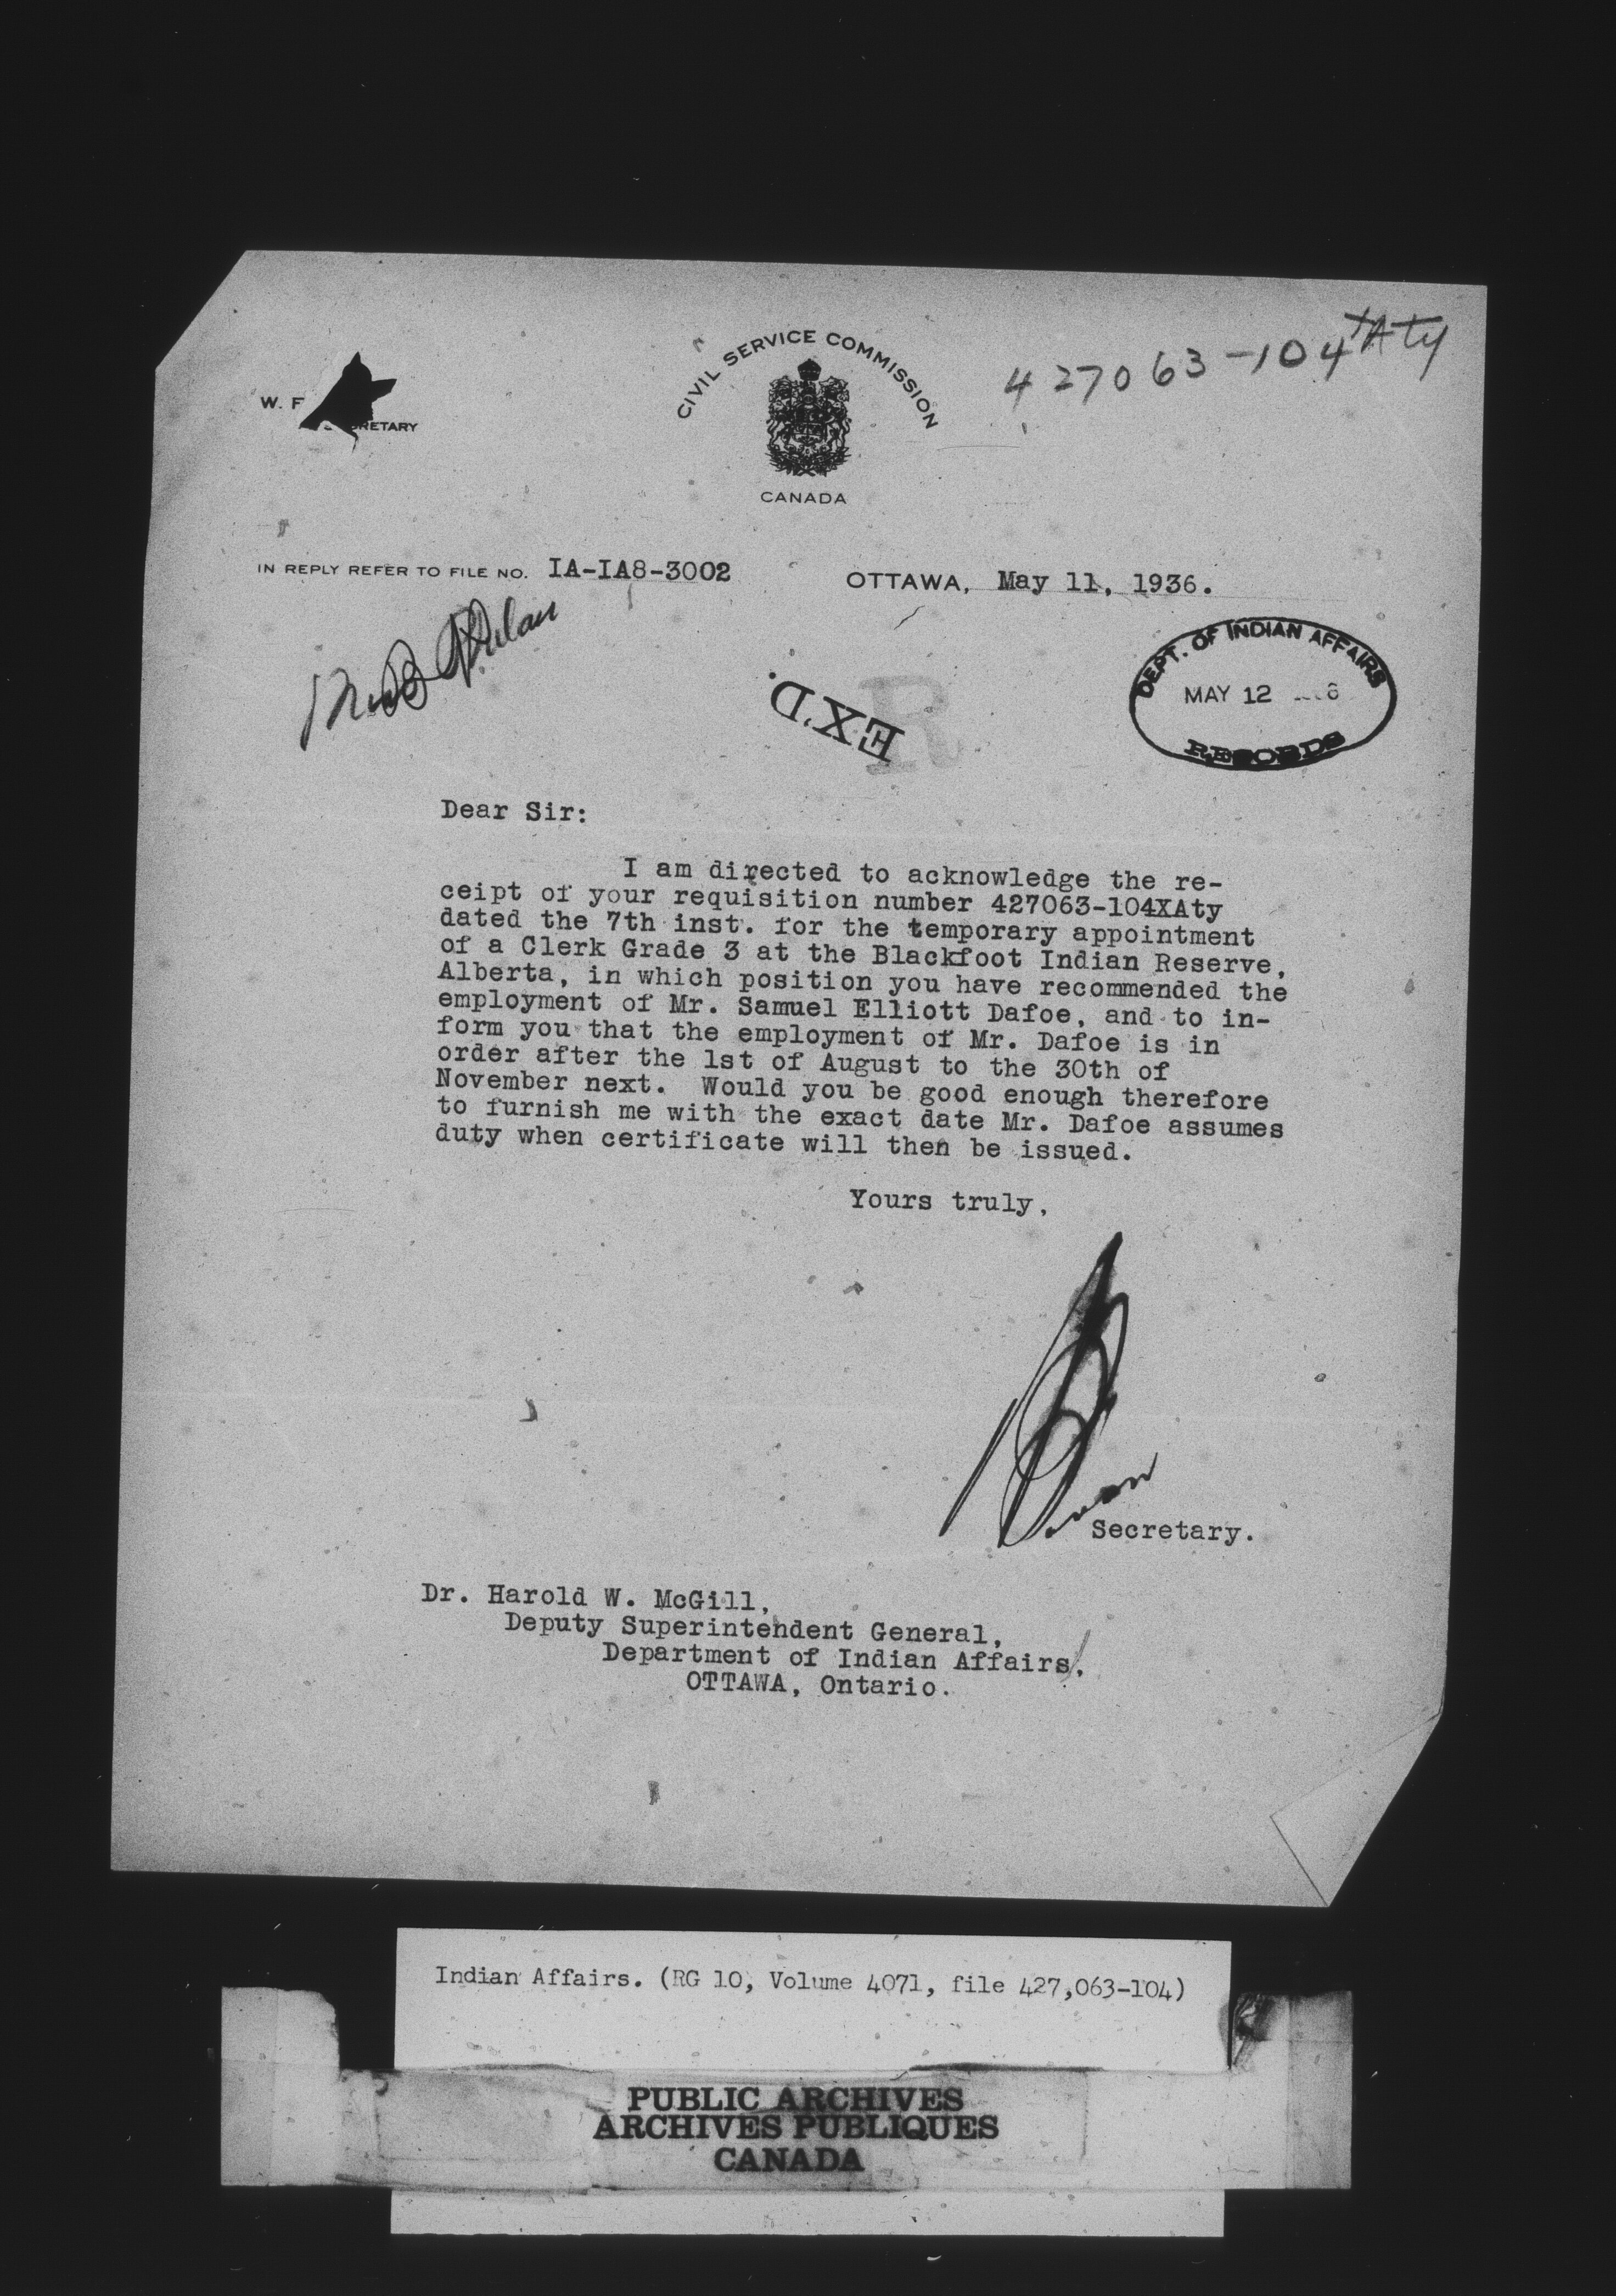 427063-104XAty
CIVIL SERVICE COMMISSION
CANADA
W. F
RETARY
IN REPLY REFER TO FILE NO. IA-IA8-3002
OTTAWA, May 11, 1936.
DEPT. OF INDIAN AFFAIRS
MAY 12
RECORDS
EX'D.
R
Dear Sir:
I am directed to acknowledge the re-
ceipt of your requisition number 427063-104XAty
dated the 7th inst. for the temporary appointment
of a Clerk Grade 3 at the Blackfoot Indian Reserve,
Alberta, in which position you have recommended the
employment of Mr. Samuel Elliott Dafoe, and to in-
form you that the employment of Mr. Dafoe is in
order after the 1st of August to the 30th of
November next. Would you be good enough therefore
to furnish me with the exact date Mr. Dafoe assumes
duty when certificate will then be issued.
Yours truly,
Secretary.
Dr. Harold W. McGill,
Deputy Superintendent General,
Department of Indian Affairs,
OTTAWA, Ontario.
Indian Affairs. (RG 10, Volume 4071, file 427,063-104)
PUBLIC ARCHIVES
ARCHIVES PUBLIQUES
CANADA